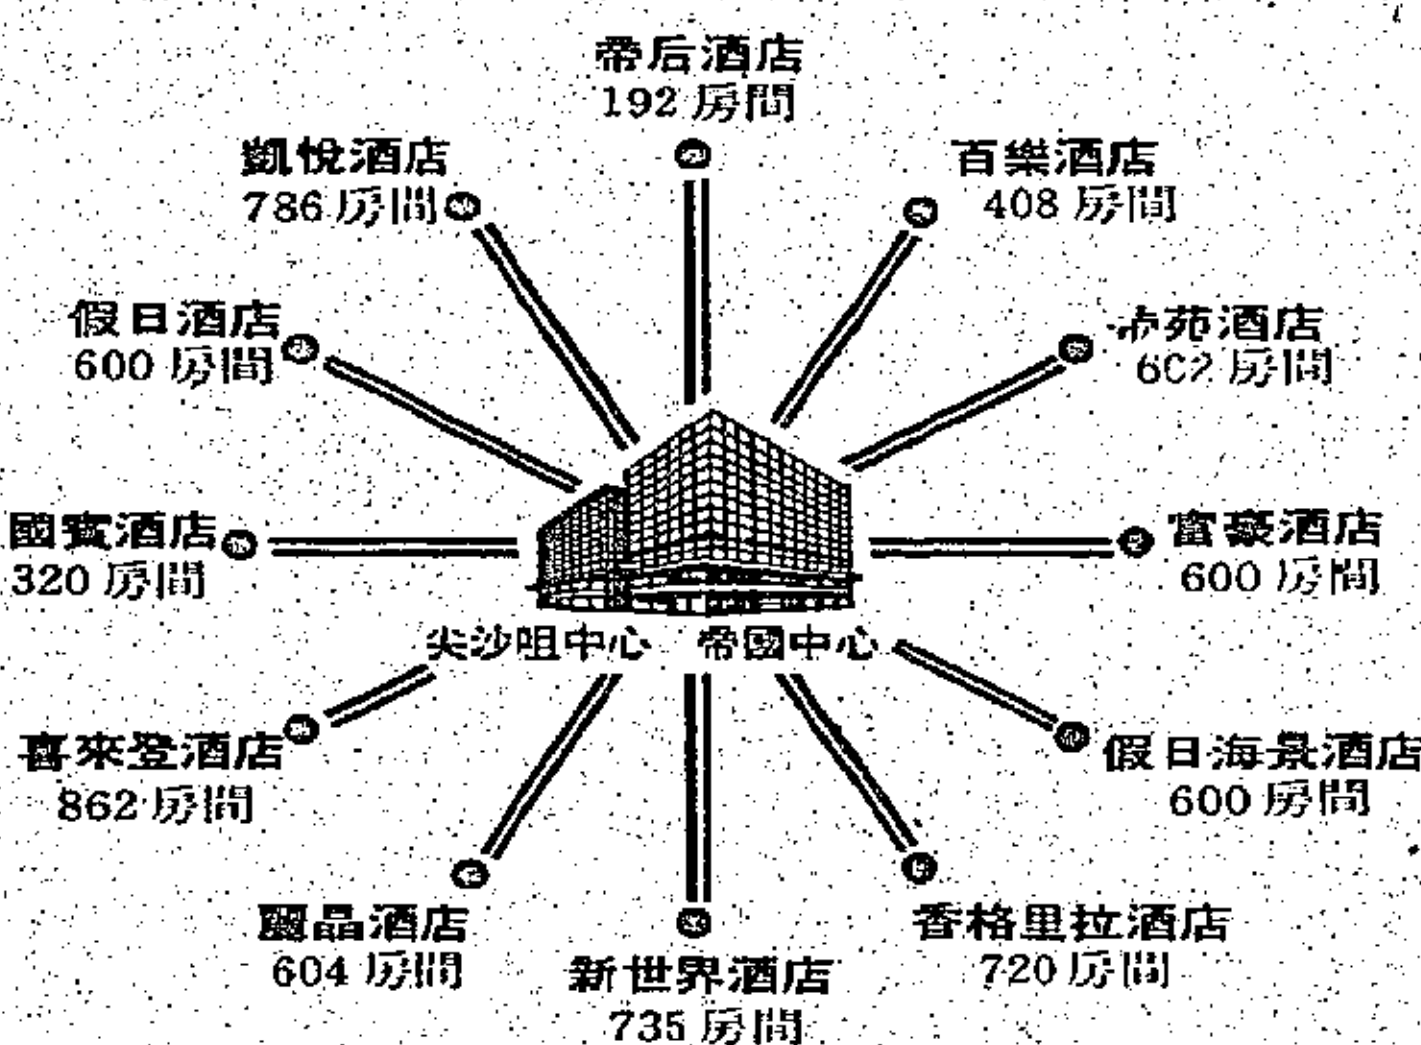 帝后酒店
192 房間
凱悅酒店
786 房間
百樂酒店
408 房間
假日酒店
600 房間
苑酒店
602 房間
國賓酒店
320 房間
富豪酒店
600 房間
尖沙咀中心 帝國中心
喜來登酒店
862 房間
假日海景酒店
600 房間
麗晶酒店
604 房間
香格里拉酒店
720 房間
新世界酒店
735 房間